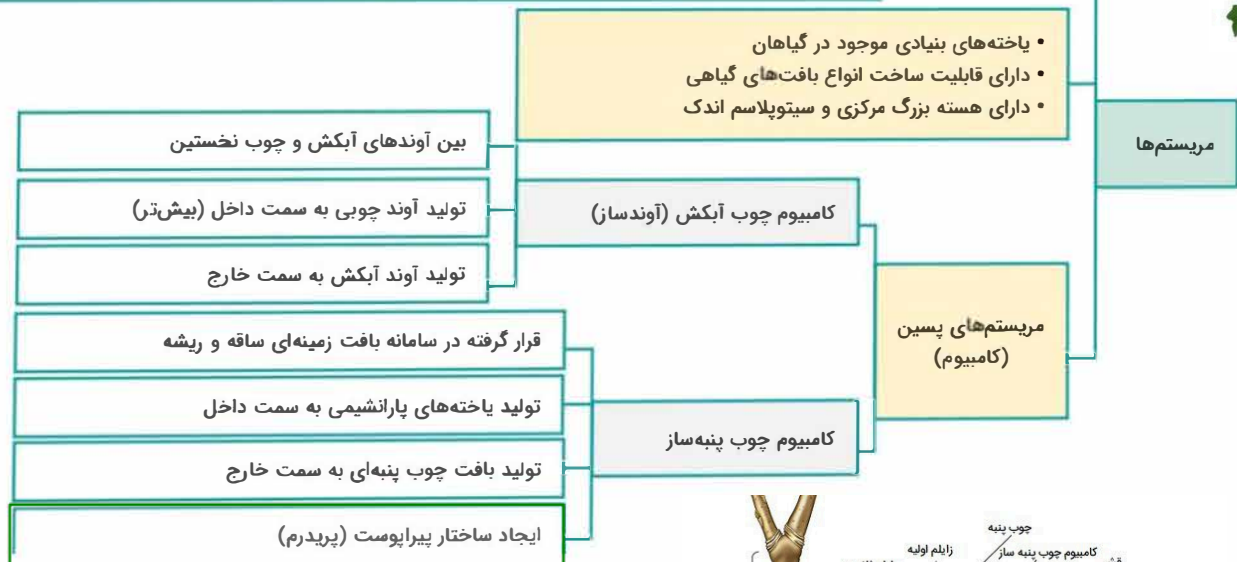 • یاخته‌های بنیادی موجود در گیاهان
• دارای قابلیت ساخت انواع بافت‌های گیاهی
• دارای هسته بزرگ مرکزی و سیتوپلاسم اندک
مریستم‌ها
مریستم‌های پسین
(کامبیوم)
کامبیوم چوب آبکش (آوندساز)
بین آوندهای آبکش و چوب نخستین
تولید آوند چوبی به سمت داخل (بیش‌تر)
تولید آوند آبکش به سمت خارج
کامبیوم چوب پنبه‌ساز
قرار گرفته در سامانه بافت زمینه‌ای ساقه و ریشه
تولید یاخته‌های پارانشیمی به سمت داخل
تولید بافت چوب پنبه‌ای به سمت خارج
ایجاد ساختار پیراپوست (پریدرم)
چوب پنبه
کامبیوم چوب پنبه ساز
زایلم اولیه